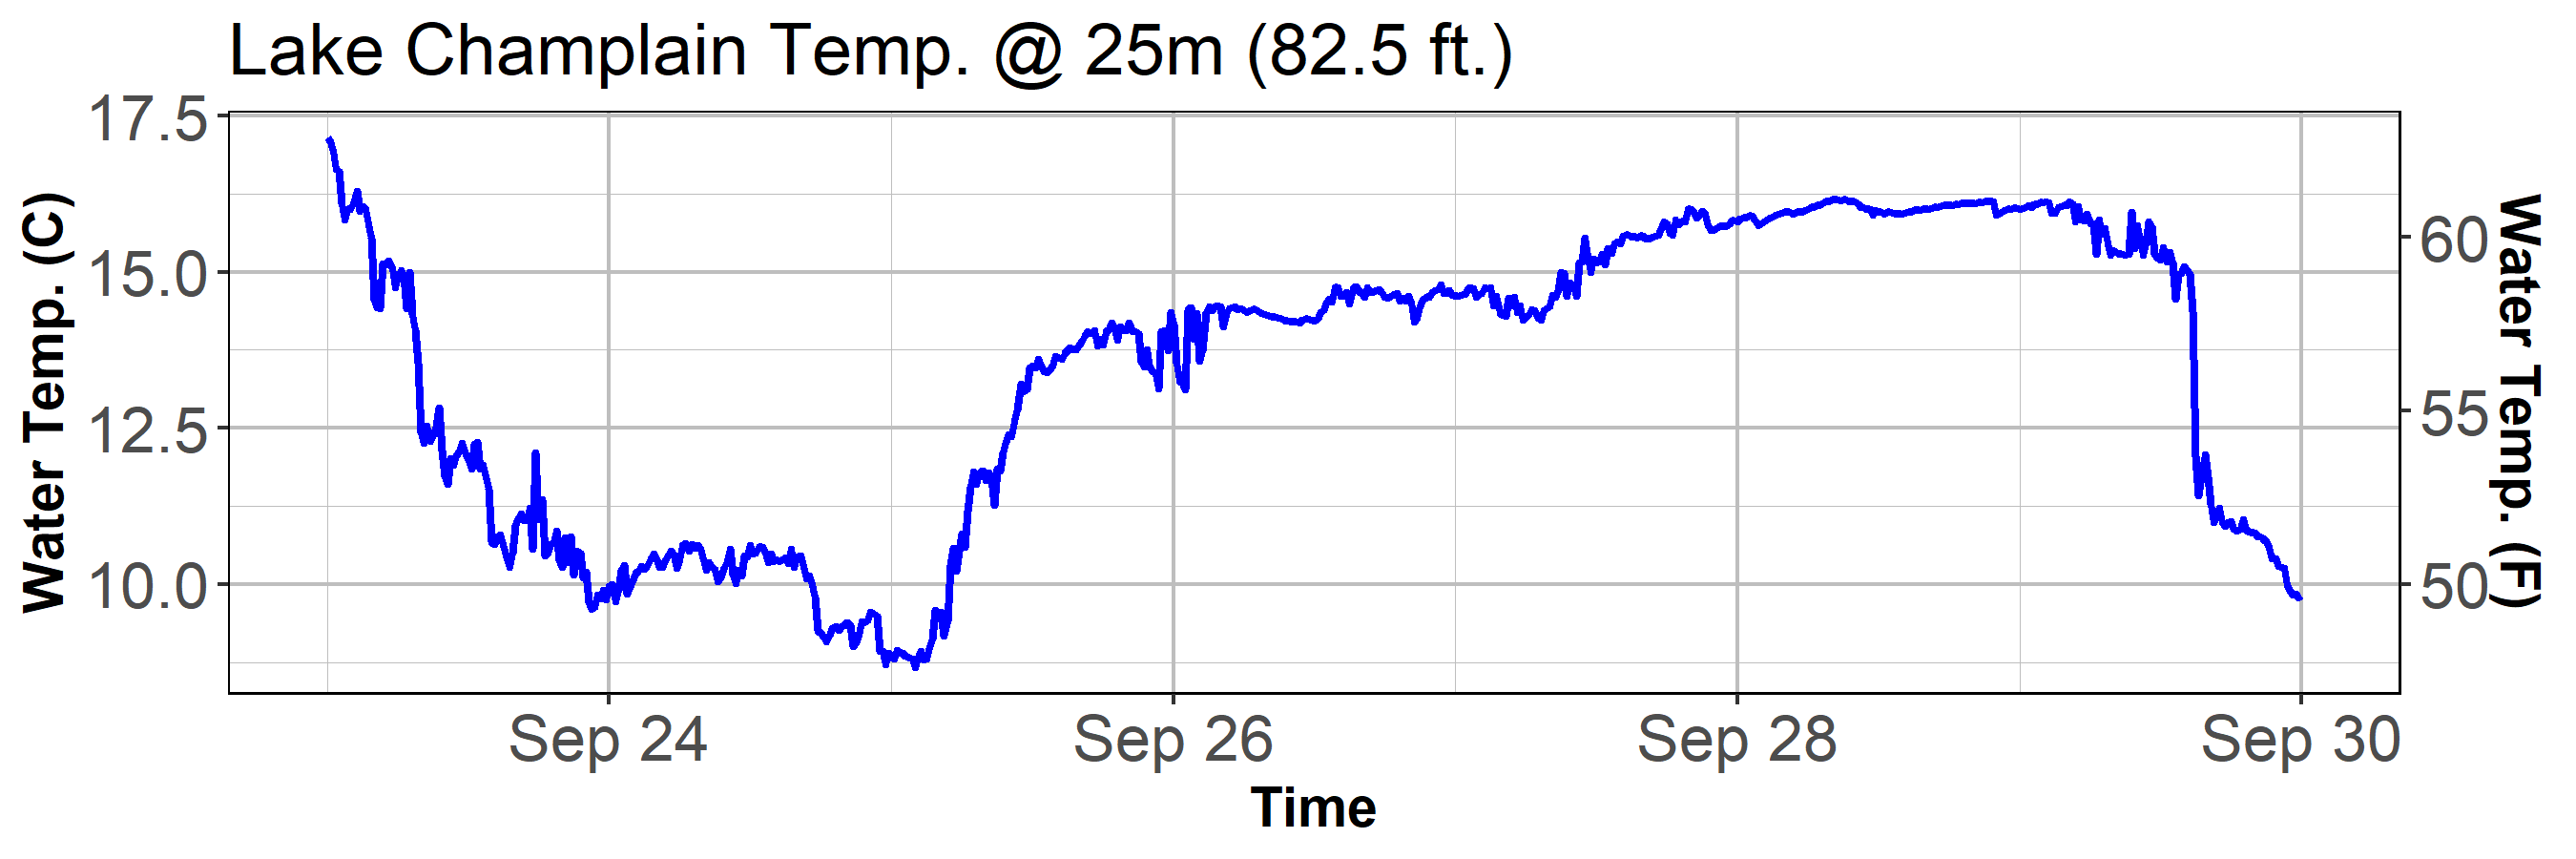 Lake Champlain Temp. @ 25m (82.5 ft.)
17.5
15.0
12.5
10.0
Water Temp. (C)
60
55
50
Water Temp. (F)
Sep 24
Sep 26
Sep 28
Sep 30
Time